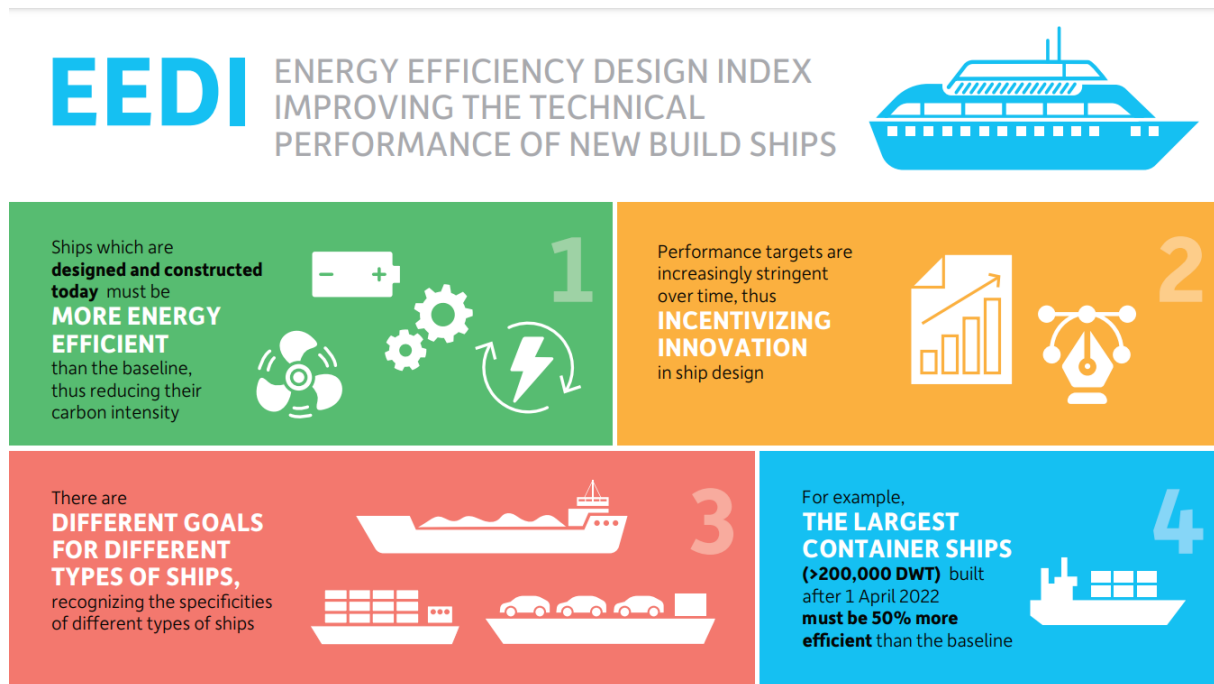 EEDI
ENERGY EFFICIENCY DESIGN INDEX
IMPROVING THE TECHNICAL
PERFORMANCE OF NEW BUILD SHIPS
1
Ships which are
designed and constructed
today must be
MORE ENERGY
EFFICIENT
than the baseline,
thus reducing their
carbon intensity
2
Performance targets are
increasingly stringent
over time, thus
INCENTIVIZING
INNOVATION
in ship design
3
There are
DIFFERENT GOALS
FOR DIFFERENT
TYPES OF SHIPS,
recognizing the specificities
of different types of ships
4
For example,
THE LARGEST
CONTAINER SHIPS
(>200,000 DWT) built
after 1 April 2022
must be 50% more
efficient than the baseline